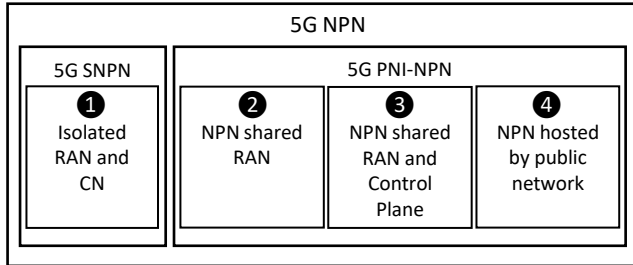 5G NPN
5G SNPN
5G PNI-NPN
1
Isolated
RAN and
CN
2
NPN shared
RAN
3
NPN shared
RAN and
Control
Plane
4
NPN hosted
by public
network